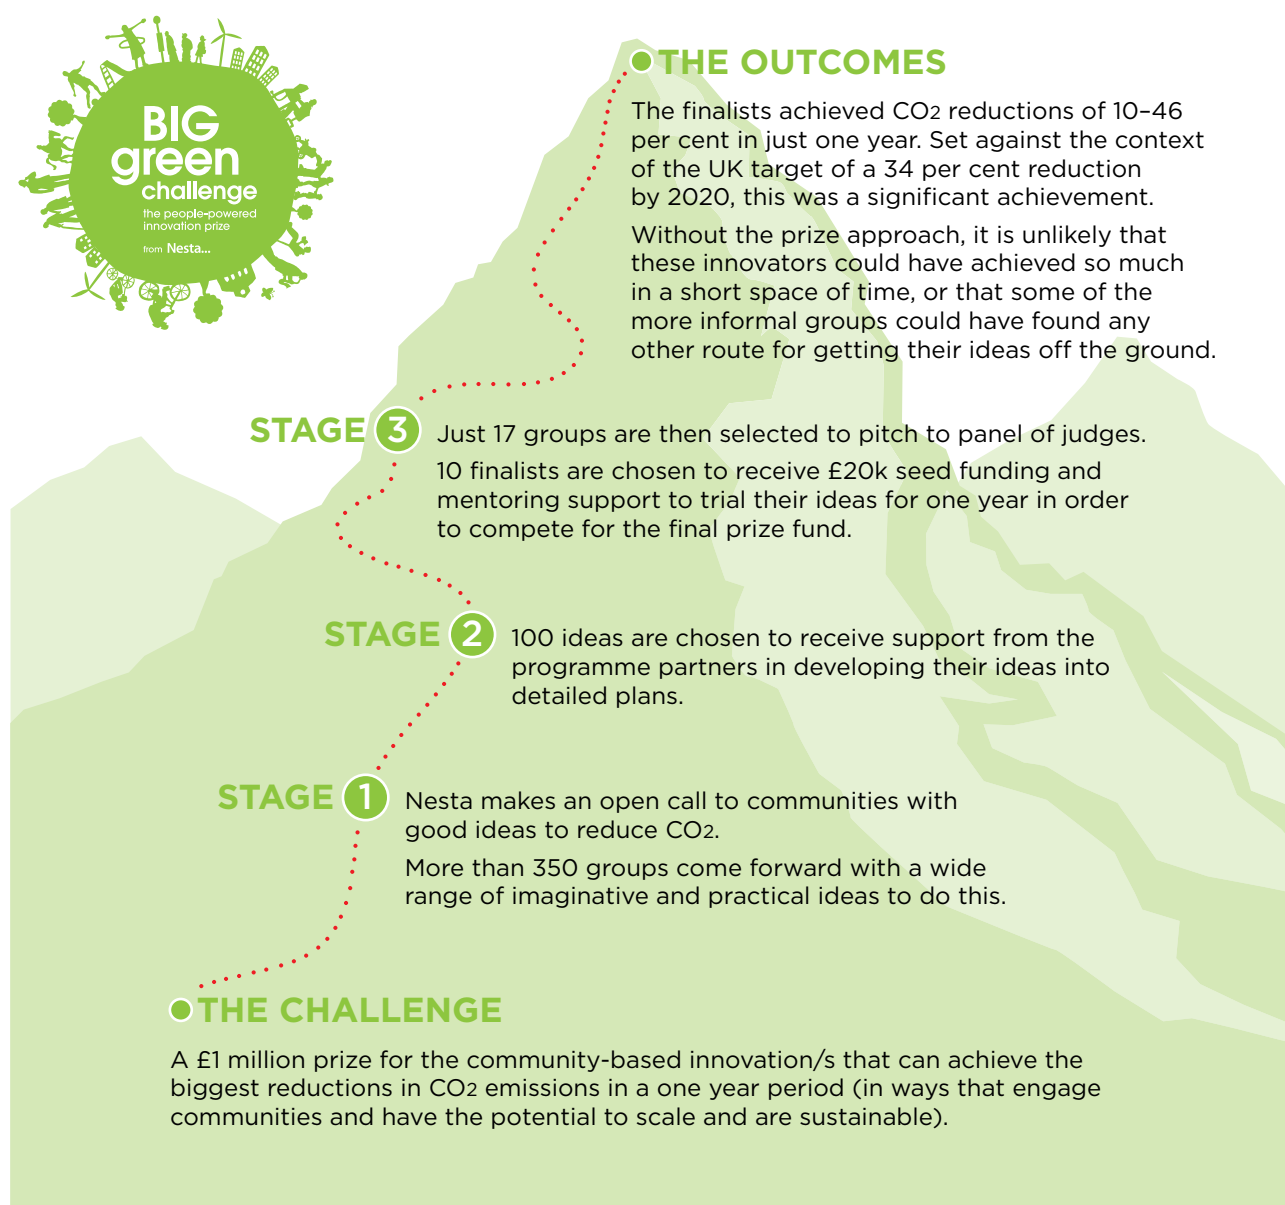 BIG
green
challenge
the people-powered
innovation prize
from Nesta...
THE OUTCOMES
The finalists achieved CO2 reductions of 10–46
per cent in just one year. Set against the context
of the UK target of a 34 per cent reduction
by 2020, this was a significant achievement.
Without the prize approach, it is unlikely that
these innovators could have achieved so much
in a short space of time, or that some of the
more informal groups could have found any
other route for getting their ideas off the ground.
STAGE 3
Just 17 groups are then selected to pitch to panel of judges.
10 finalists are chosen to receive £20k seed funding and
mentoring support to trial their ideas for one year in order
to compete for the final prize fund.
STAGE 2
100 ideas are chosen to receive support from the
programme partners in developing their ideas into
detailed plans.
STAGE 1
Nesta makes an open call to communities with
good ideas to reduce CO2.
More than 350 groups come forward with a wide
range of imaginative and practical ideas to do this.
THE CHALLENGE
A £1 million prize for the community-based innovation/s that can achieve the
biggest reductions in CO2 emissions in a one year period (in ways that engage
communities and have the potential to scale and are sustainable).